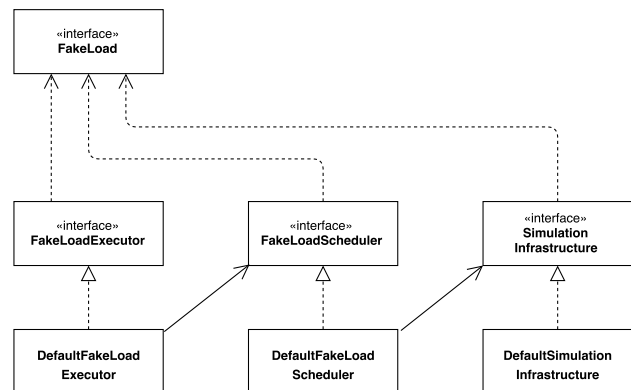 «interface»
FakeLoad
«interface»
FakeLoadExecutor
«interface»
FakeLoadScheduler
«interface»
Simulation
Infrastructure
DefaultFakeLoad
Executor
DefaultFakeLoad
Scheduler
DefaultSimulation
Infrastructure